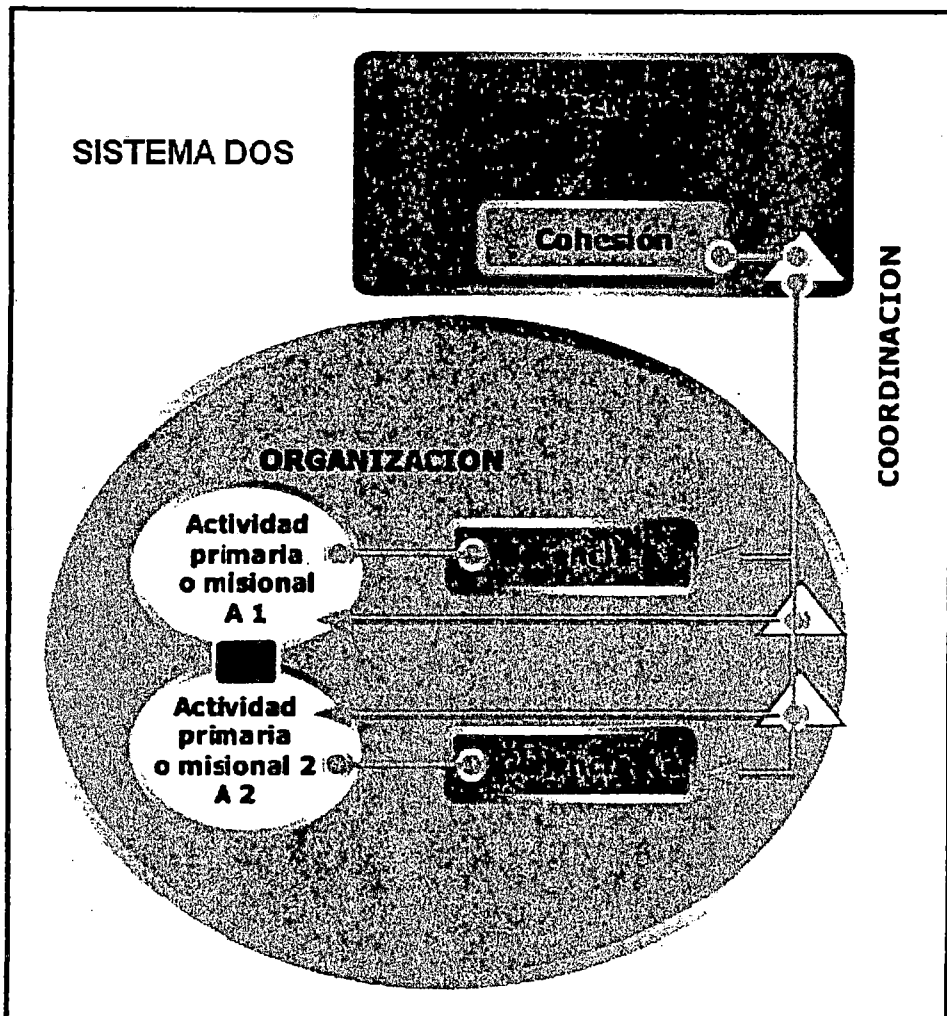 SISTEMA DOS
Cohesión
COORDINACION
ORGANIZACION
Actividad
primaria
o misional
A 1
Actividad
primaria
o misional 2
A 2